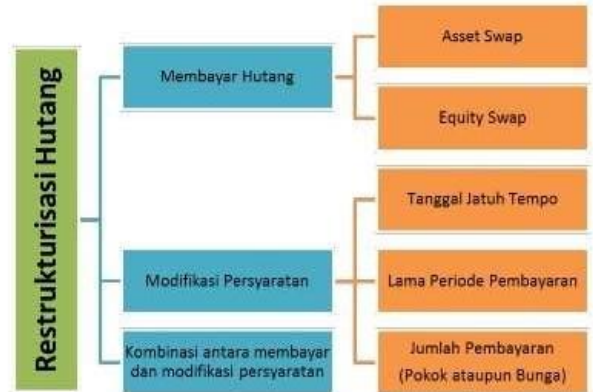 Restrukturisasi Hutang
Membayar Hutang
Asset Swap
Equity Swap
Modifikasi Persyaratan
Tanggal Jatuh Tempo
Lama Periode Pembayaran
Jumlah Pembayaran
(Pokok ataupun Bunga)
Kombinasi antara membayar
dan modifikasi persyaratan